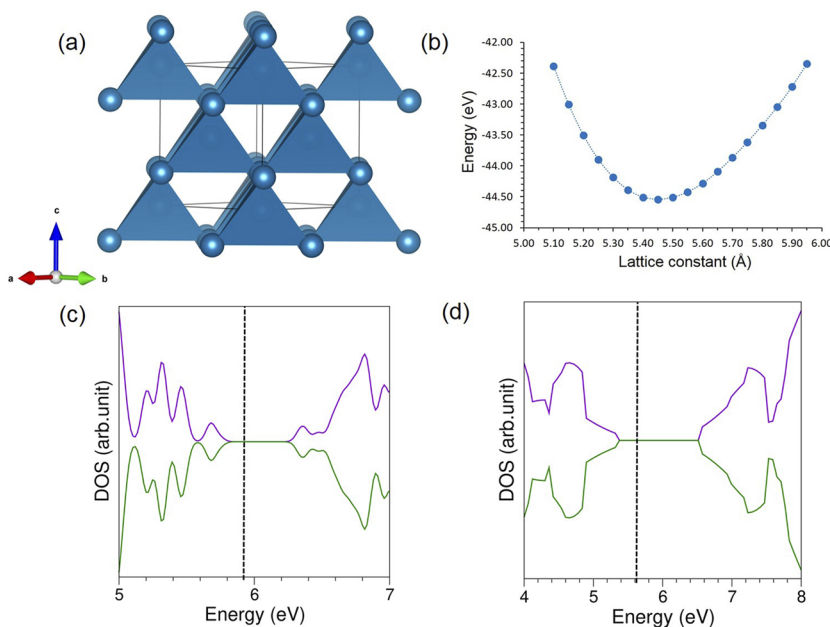 (a)
c
a
b
(b)
Energy (eV)
-42.00
-42.50
-43.00
-43.50
-44.00
-44.50
-45.00
5.00 5.10 5.20 5.30 5.40 5.50 5.60 5.70 5.80 5.90 6.00
Lattice constant (Å)
(c)
DOS (arb.unit)
5 6 7
Energy (eV)
(d)
DOS (arb.unit)
4 5 6 7 8
Energy (eV)